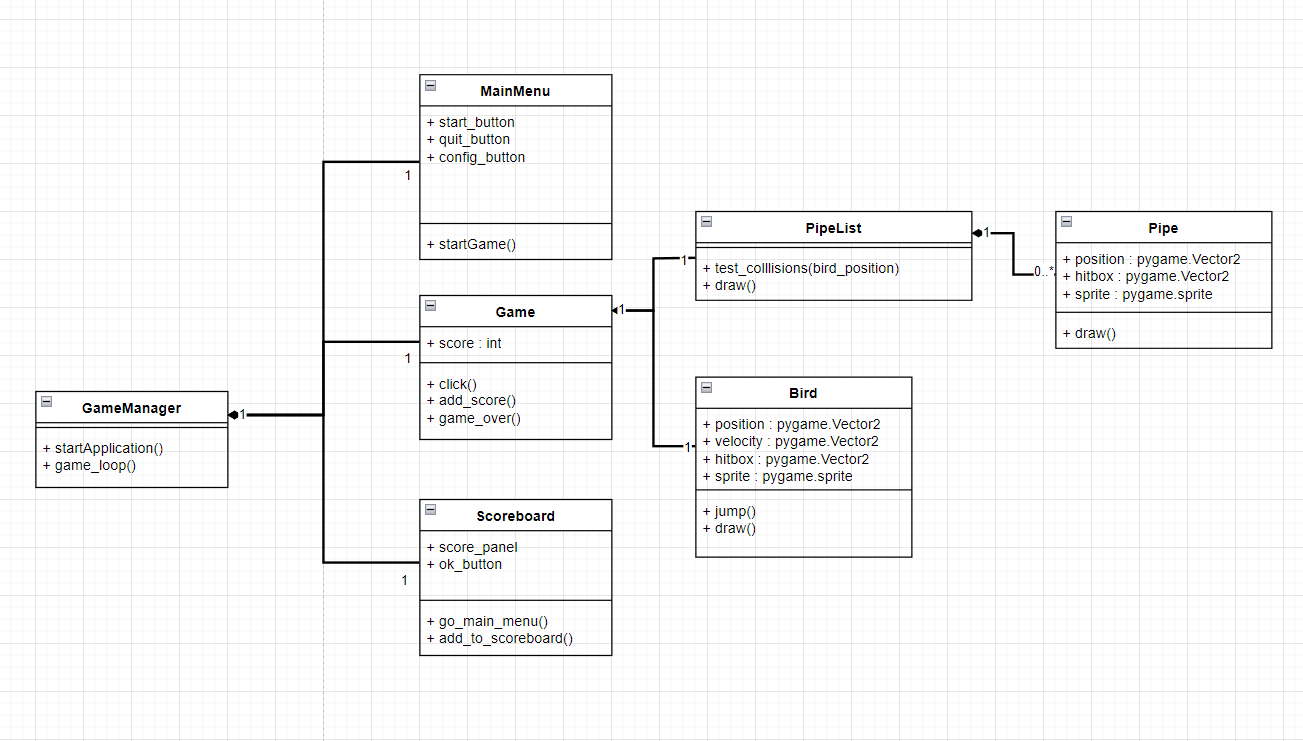 MainMenu
+ start_button
+ quit_button
+ config_button
1
+ startGame()
Game
1
+ score : int
1
+ click()
+ add_score()
+ game_over()
GameManager
1
+ startApplication()
+ game_loop()
Scoreboard
+ score_panel
+ ok_button
1
+ go_main_menu()
+ add_to_scoreboard()
PipeList
1
1
+ test_colllisions(bird_position)
+ draw()
Pipe
+ position : pygame.Vector2
0..*
+ hitbox : pygame.Vector2
+ sprite : pygame.sprite
+ draw()
Bird
+ position : pygame.Vector2
1
+ velocity : pygame.Vector2
+ hitbox : pygame.Vector2
+ sprite : pygame.sprite
+ jump()
+ draw()